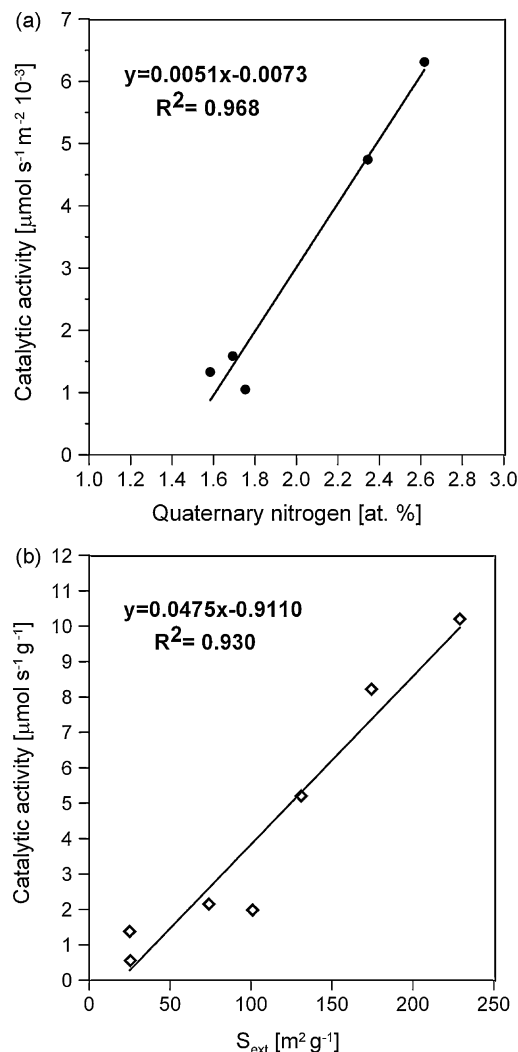 (a)
7
6
5
4
3
2
1
0
Catalytic activity [μmol s⁻¹ m⁻² 10⁻³]
y=0.0051x-0.0073
R²= 0.968
1.0 1.2 1.4 1.6 1.8 2.0 2.2 2.4 2.6 2.8 3.0
Quaternary nitrogen [at. %]
(b)
12
11
10
9
8
7
6
5
4
3
2
1
0
Catalytic activity [μmol s⁻¹ g⁻¹]
y=0.0475x-0.9110
R²= 0.930
0 50 100 150 200 250
Sext [m² g⁻¹]